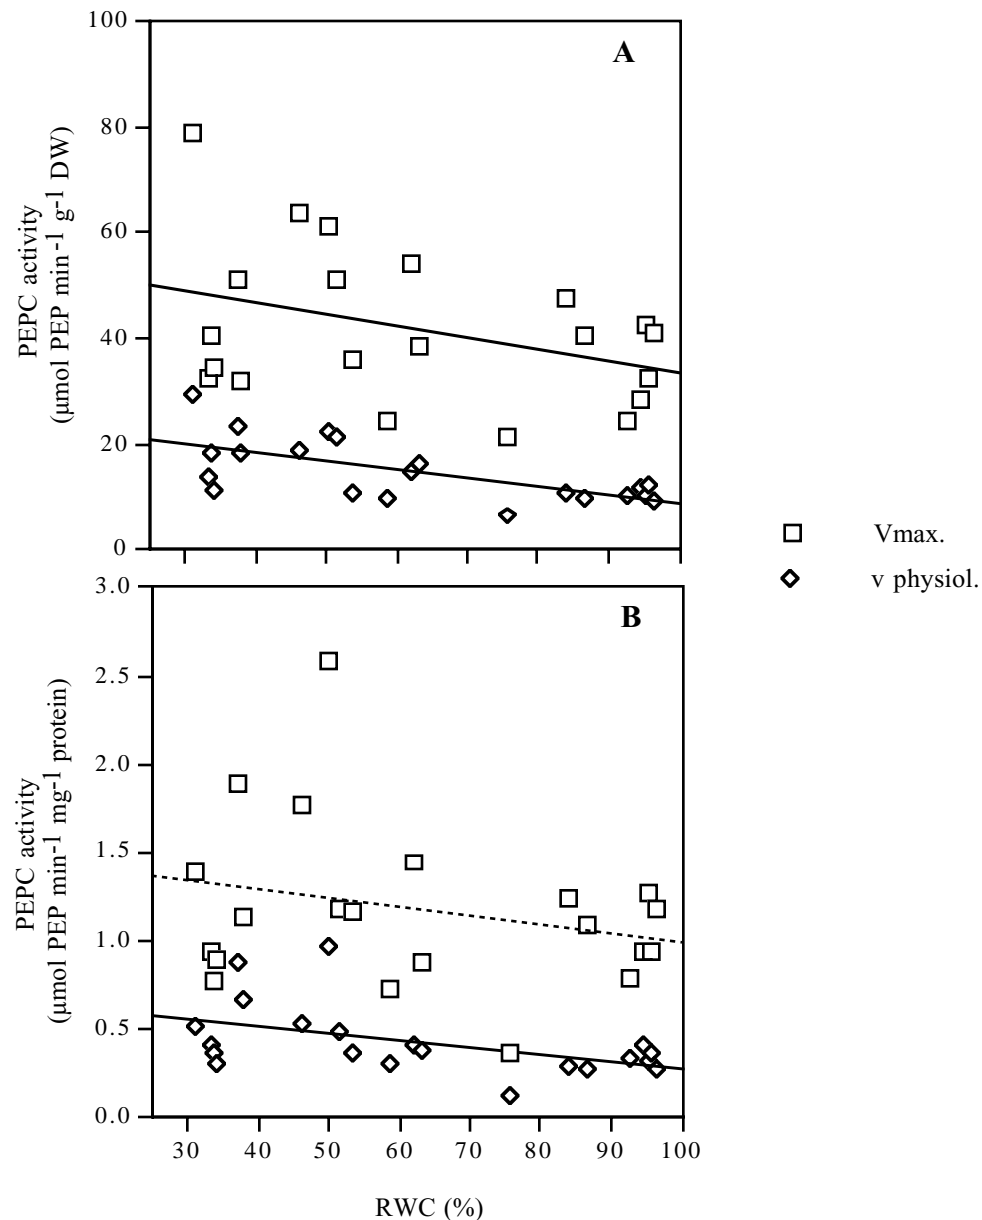 100
80
60
40
20
0
A
PEPC activity
(μmol PEP min-1 g-1 DW)
Vmax.
v physiol.
3.0
2.5
2.0
1.5
1.0
0.5
0.0
B
PEPC activity
(μmol PEP min-1 mg-1 protein)
30 40 50 60 70 80 90 100
RWC (%)